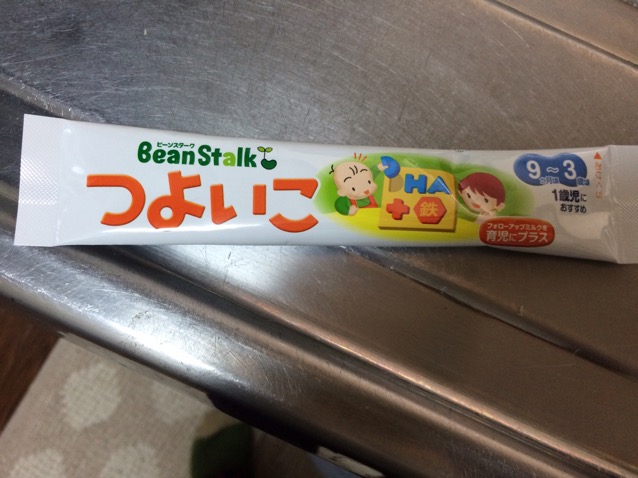 ビーンスターク
BeanStalk
つよいこ
DHA
+鉄
9ヵ月~3歳
1歳児に
おすすめ
フォローアップミルクを
育児にプラス